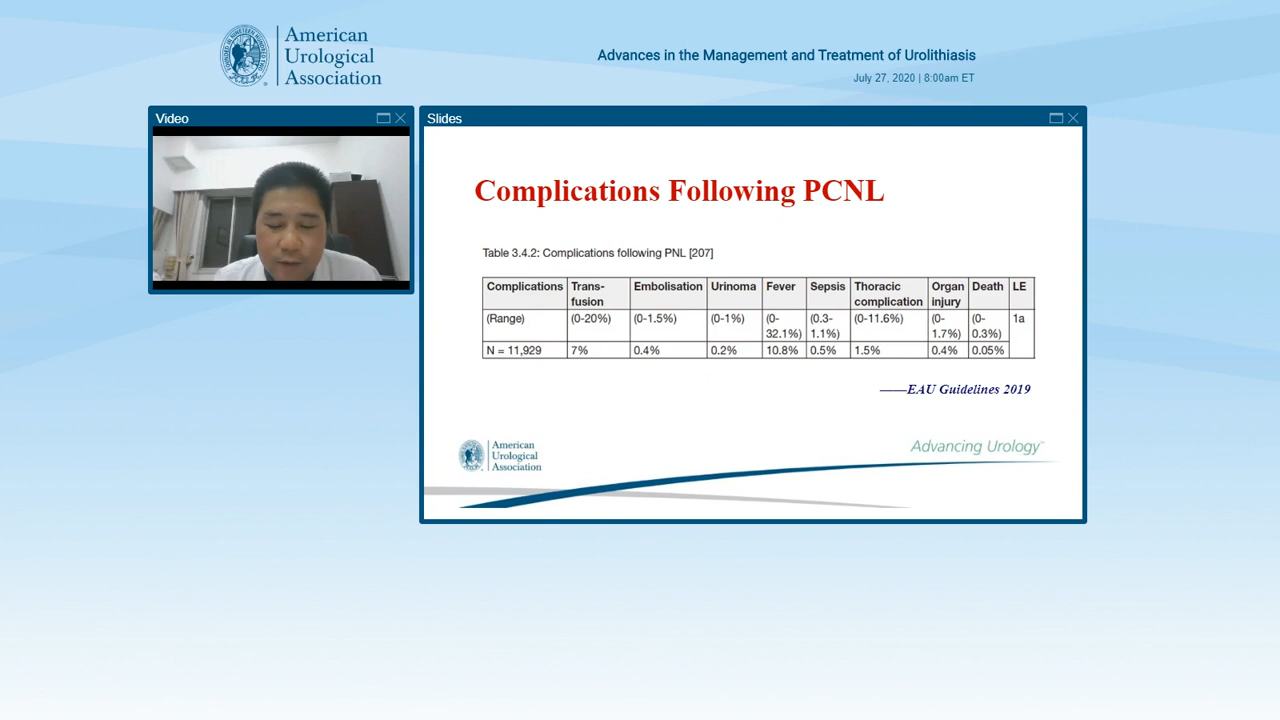 American
Urological
Association
Advances in the Management and Treatment of Urolithiasis
July 27, 2020 | 8:00am ET
Video
Slides
Complications Following PCNL
Table 3.4.2: Complications following PNL [207]
Complications Trans- Embolisation Urinoma Fever Sepsis Thoracic Organ Death LE
fusion complication injury
(Range) (0-20%) (0-1.5%) (0-1%) (0- (0.3- (0-11.6%) (0- (0- 1a
32.1%) 1.1%) 1.7%) 0.3%)
N = 11,929 7% 0.4% 0.2% 10.8% 0.5% 1.5% 0.4% 0.05%
——EAU Guidelines 2019
American
Urological
Association
Advancing Urology™